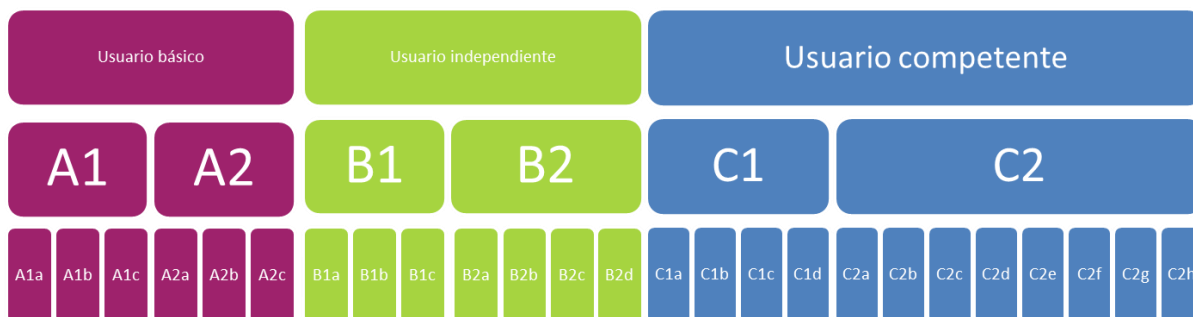 Usuario básico Usuario independiente Usuario competente
A1 A2 B1 B2 C1 C2
A1a A1b A1c A2a A2b A2c B1a B1b B1c B2a B2b B2c B2d C1a C1b C1c C1d C2a C2b C2c C2d C2e C2f C2g C2h